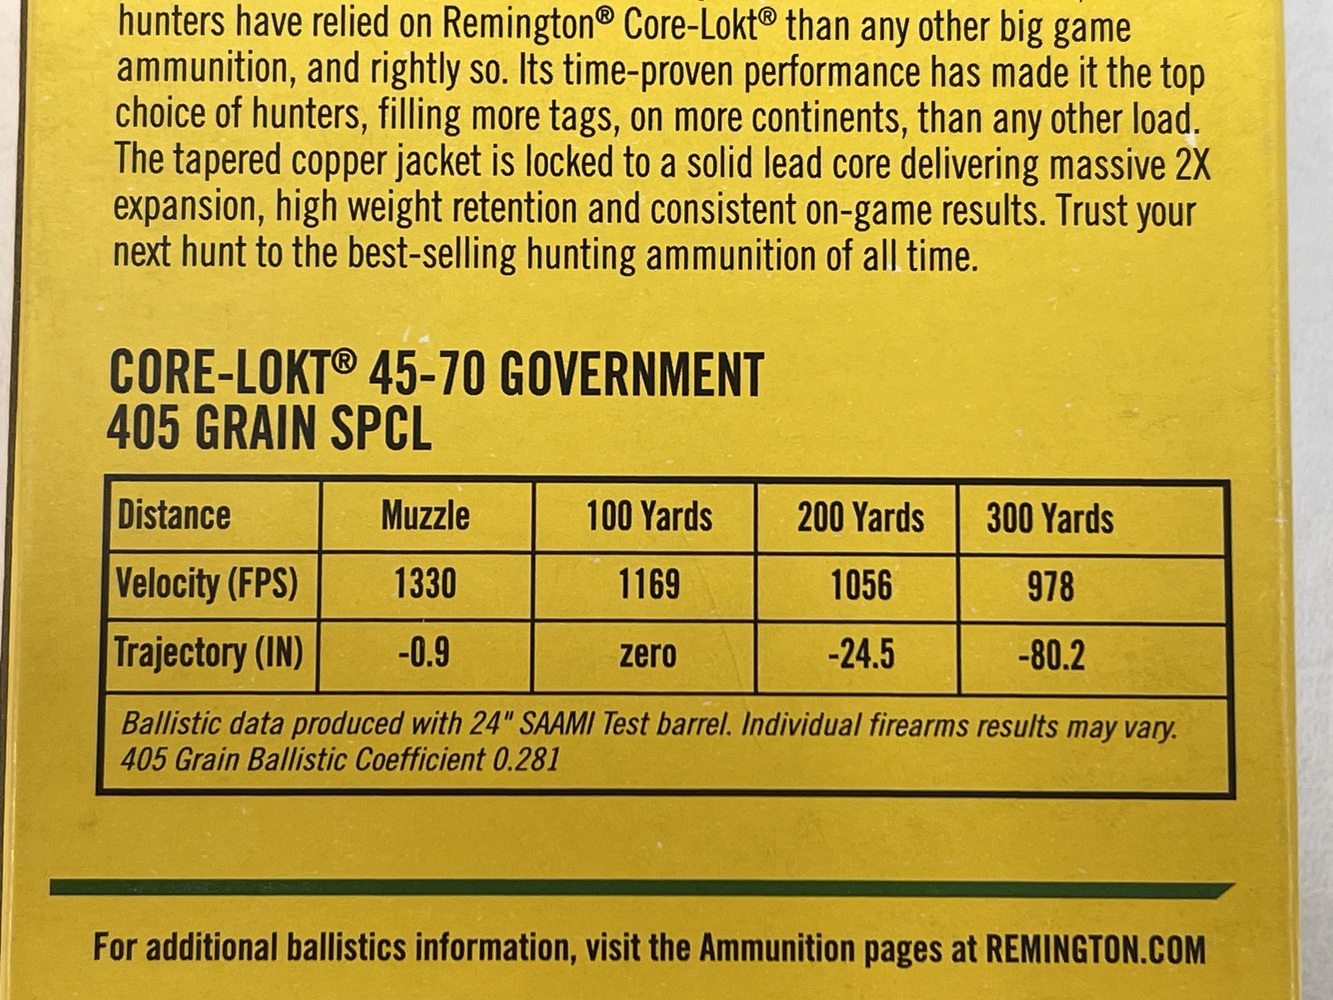 hunters have relied on Remington® Core-Lokt® than any other big game
ammunition, and rightly so. Its time-proven performance has made it the top
choice of hunters, filling more tags, on more continents, than any other load.
The tapered copper jacket is locked to a solid lead core delivering massive 2X
expansion, high weight retention and consistent on-game results. Trust your
next hunt to the best-selling hunting ammunition of all time.
CORE-LOKT® 45-70 GOVERNMENT
405 GRAIN SPCL
Distance Muzzle 100 Yards 200 Yards 300 Yards
Velocity (FPS) 1330 1169 1056 978
Trajectory (IN) -0.9 zero -24.5 -80.2
Ballistic data produced with 24" SAAMI Test barrel. Individual firearms results may vary.
405 Grain Ballistic Coefficient 0.281
For additional ballistics information, visit the Ammunition pages at REMINGTON.COM